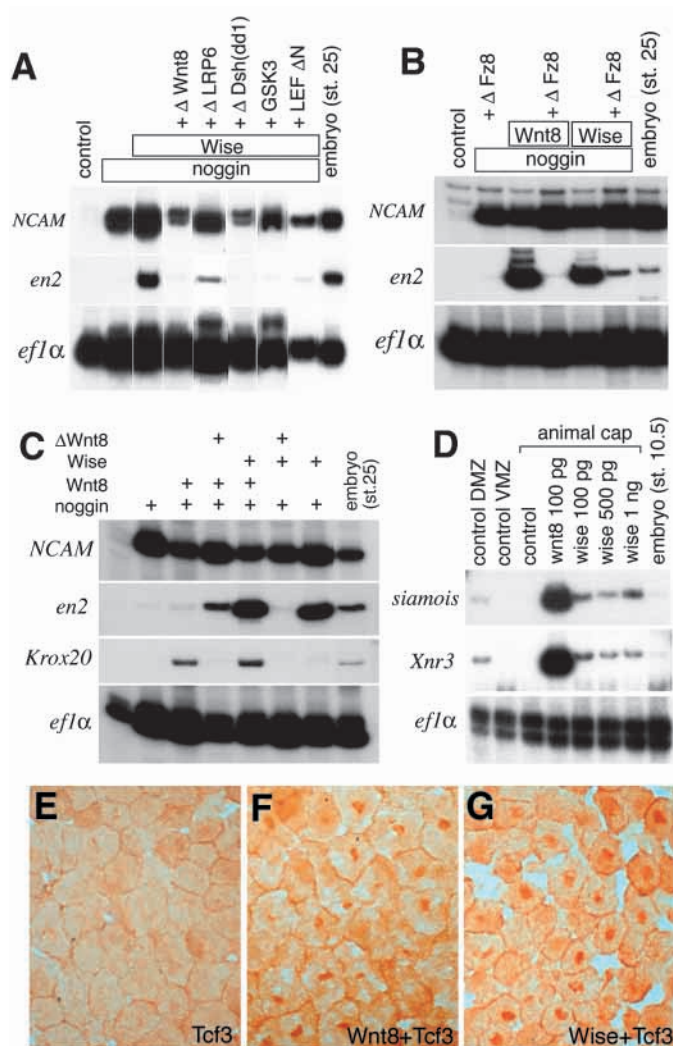 A
control
+ Δ Wnt8
+ Δ LRP6
+ Δ Dsh(dd1)
+ GSK3
+ LEF ΔN
embryo (st. 25)
Wise
noggin
NCAM
en2
ef1α
B
control
+ Δ Fz8
+ Δ Fz8
+ Δ Fz8
embryo (st. 25)
Wnt8 Wise
noggin
NCAM
en2
ef1α
C
ΔWnt8 + +
Wise + + +
Wnt8 + + +
noggin + + + + + +
embryo
(st.25)
NCAM
en2
Krox20
ef1α
D
animal cap
control DMZ
control VMZ
control
wnt8 100 pg
wise 100 pg
wise 500 pg
wise 1 ng
embryo (st. 10.5)
siamois
Xnr3
ef1α
E
Tcf3
F
Wnt8+Tcf3
G
Wise+Tcf3